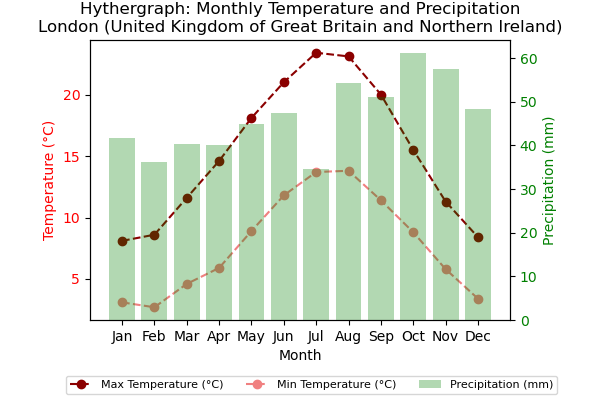 Hythergraph: Monthly Temperature and Precipitation
London (United Kingdom of Great Britain and Northern Ireland)
Temperature (°C)
20
15
10
5
Precipitation (mm)
60
50
40
30
20
10
0
Jan Feb Mar Apr May Jun Jul Aug Sep Oct Nov Dec
Month
Max Temperature (°C) Min Temperature (°C) Precipitation (mm)